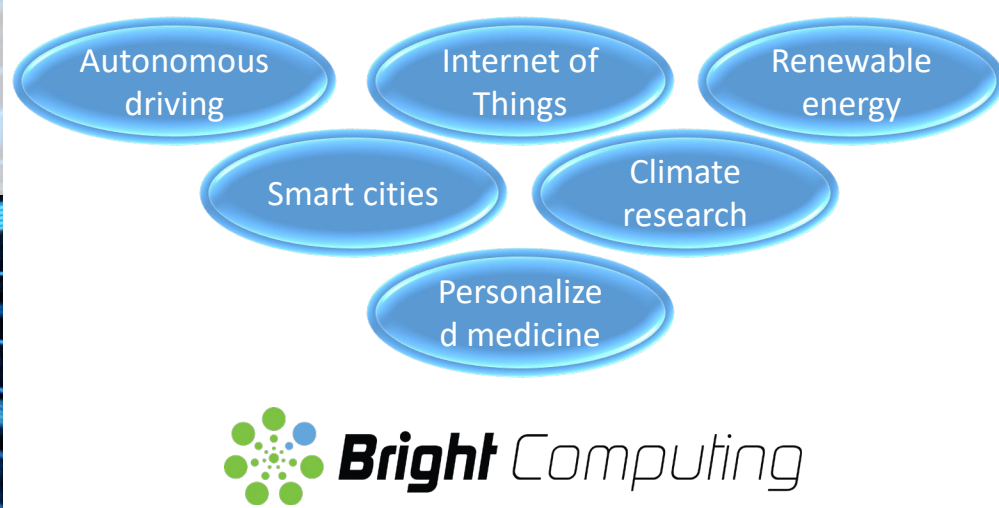 Autonomous
driving
Internet of
Things
Renewable
energy
Smart cities
Climate
research
Personalize
d medicine
Bright Computing